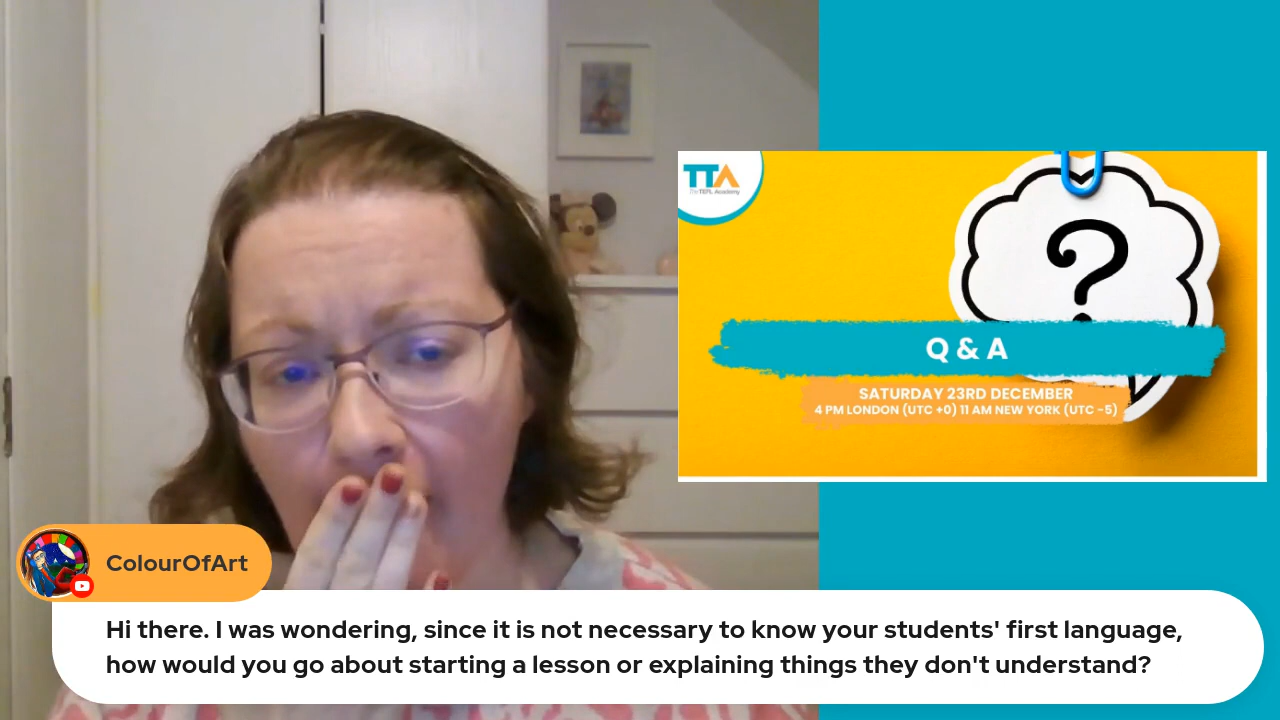 TTA
The TEFL Academy
Q & A
SATURDAY 23RD DECEMBER
4 PM LONDON (UTC +0) 11 AM NEW YORK (UTC -5)
ColourOfArt
Hi there. I was wondering, since it is not necessary to know your students' first language,
how would you go about starting a lesson or explaining things they don't understand?